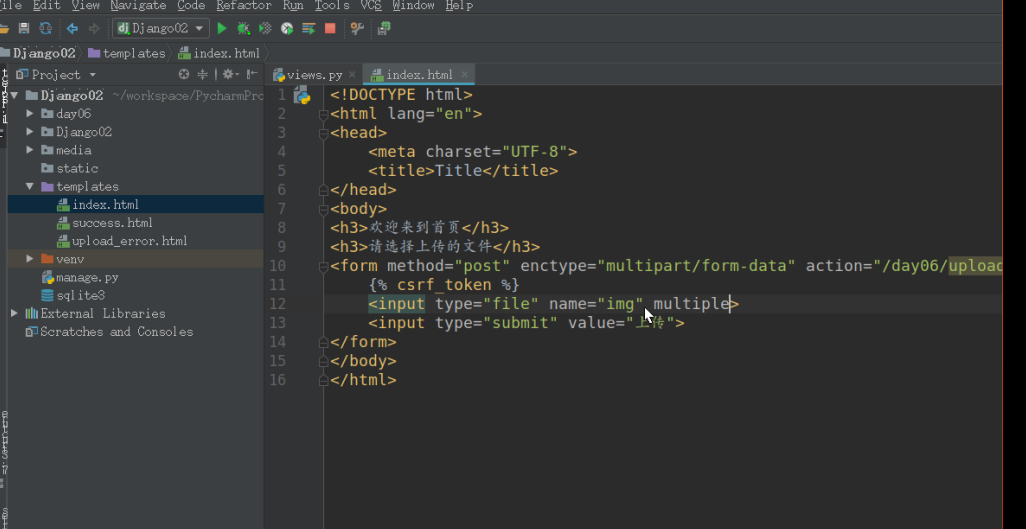 File Edit View Navigate Code Refactor Run Tools VCS Window Help
dj Django02
Django02 templates index.html
Project views.py × index.html ×
Django02 ~/workspace/PycharmPro
day06
Django02
media
static
templates
index.html
success.html
upload_error.html
venv
manage.py
sqlite3
External Libraries
Scratches and Consoles
1 <!DOCTYPE html>
2 <html lang="en">
3 <head>
4 <meta charset="UTF-8">
5 <title>Title</title>
6 </head>
7 <body>
8 <h3>欢迎来到首页</h3>
9 <h3>请选择上传的文件</h3>
10 <form method="post" enctype="multipart/form-data" action="/day06/upload
11 {% csrf_token %}
12 <input type="file" name="img" multiple>
13 <input type="submit" value="上传">
14 </form>
15 </body>
16 </html>